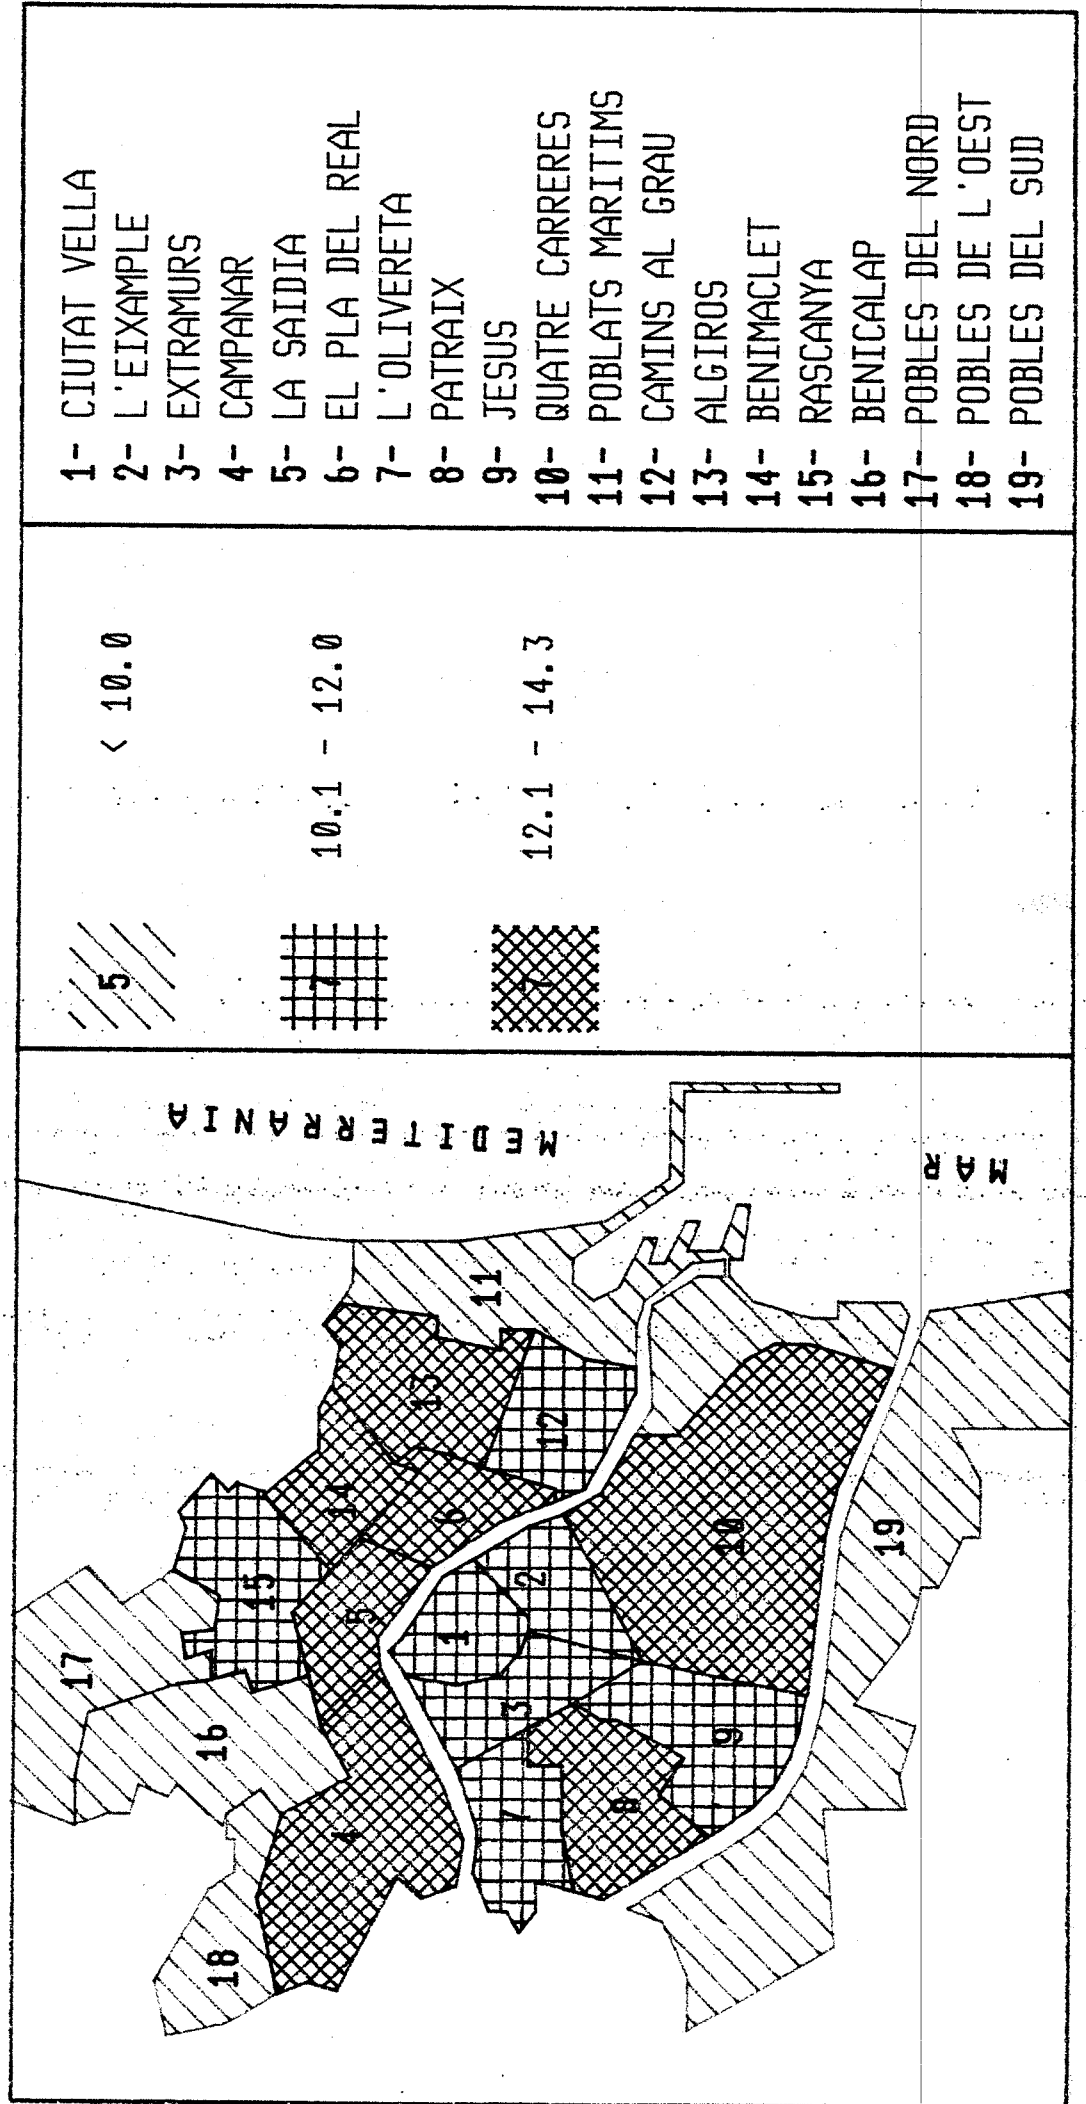 1- CIUTAT VELLA
2- L'EIXAMPLE
3- EXTRAMURS
4- CAMPANAR
5- LA SAIDIA
6- EL PLA DEL REAL
7- L'OLIVERETA
8- PATRAIX
9- JESUS
10- QUATRE CARRERES
11- POBLATS MARITIMS
12- CAMINS AL GRAU
13- ALGIROS
14- BENIMACLET
15- RASCANYA
16- BENICALAP
17- POBLES DEL NORD
18- POBLES DE L'OEST
19- POBLES DEL SUD
5 < 10.0
7 10.1 - 12.0
7 12.1 - 14.3
MAR MEDITERRANIA
17
16
18
15
4
5
14
13
11
6
12
1
2
3
7
8
9
10
19